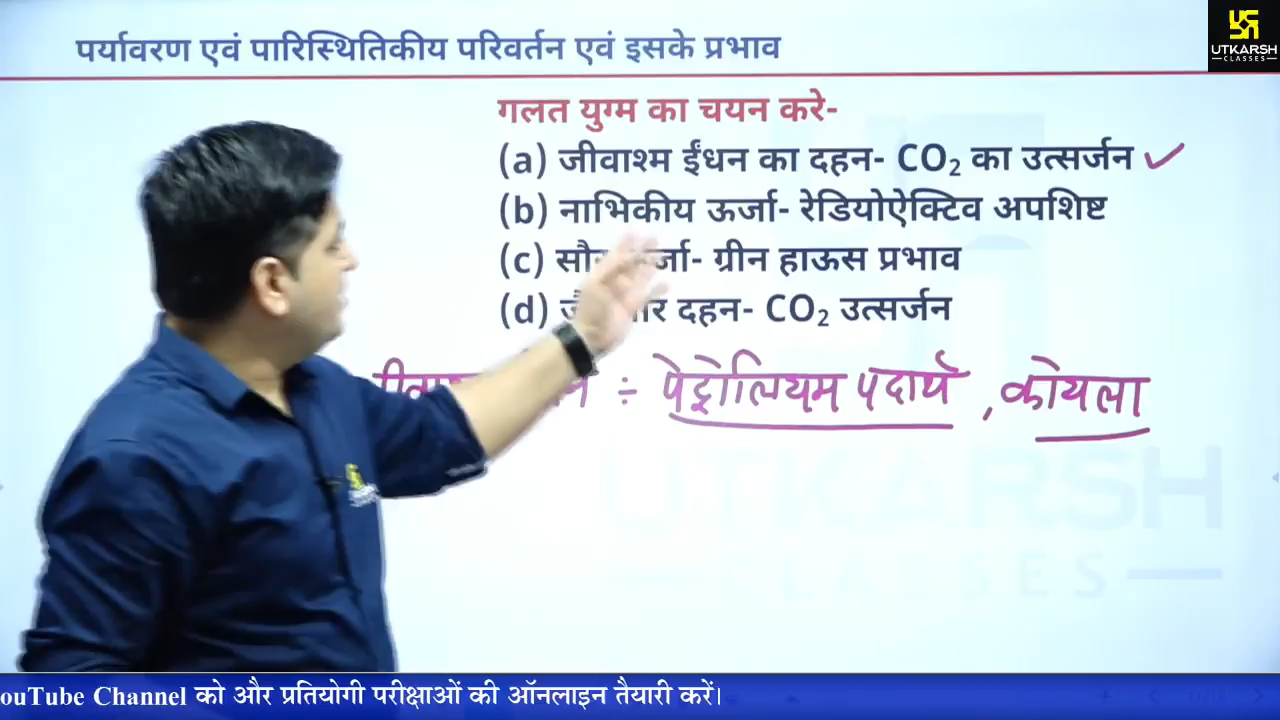 पर्यावरण एवं पारिस्थितिकीय परिवर्तन एवं इसके प्रभाव
UTKARSH
CLASSES
गलत युग्म का चयन करे-
(a) जीवाश्म ईंधन का दहन- CO₂ का उत्सर्जन
(b) नाभिकीय ऊर्जा- रेडियोऐक्टिव अपशिष्ट
(c) ग्रीन हाऊस प्रभाव
(d) दहन- CO₂ उत्सर्जन
÷ पेट्रोलियम पदार्थ , कोयला
UTKARSH
CLASSES
ouTube Channel को और प्रतियोगी परीक्षाओं की ऑनलाइन तैयारी करें।